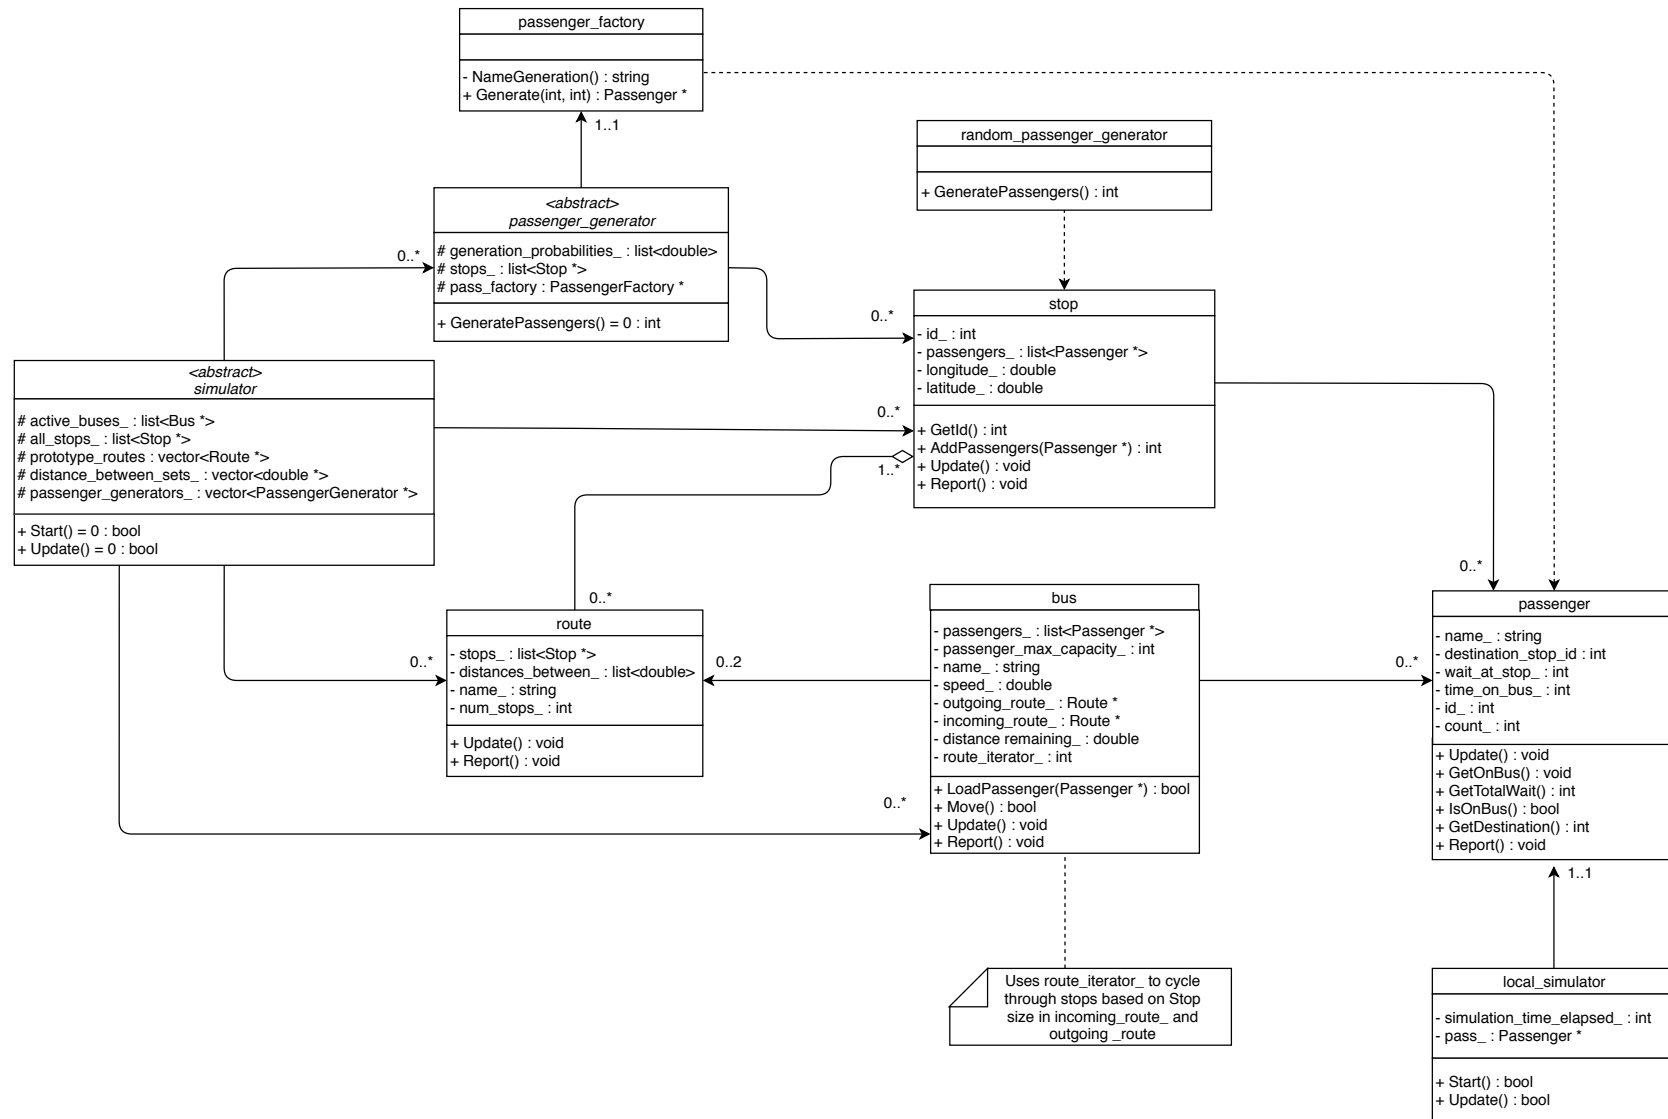 passenger_factory
- NameGeneration() : string
+ Generate(int, int) : Passenger *
1..1
random_passenger_generator
+ GeneratePassengers() : int
<abstract>
passenger_generator
# generation_probabilities_ : list<double>
# stops_ : list<Stop *>
# pass_factory : PassengerFactory *
+ GeneratePassengers() = 0 : int
0..*
0..*
stop
- id_ : int
- passengers_ : list<Passenger *>
- longitude_ : double
- latitude_ : double
+ GetId() : int
+ AddPassengers(Passenger *) : int
+ Update() : void
+ Report() : void
<abstract>
simulator
# active_buses_ : list<Bus *>
# all_stops_ : list<Stop *>
# prototype_routes : vector<Route *>
# distance_between_sets_ : vector<double *>
# passenger_generators_ : vector<PassengerGenerator *>
+ Start() = 0 : bool
+ Update() = 0 : bool
0..*
1..*
0..*
0..*
route
- stops_ : list<Stop *>
- distances_between_ : list<double>
- name_ : string
- num_stops_ : int
+ Update() : void
+ Report() : void
0..*
0..2
bus
- passengers_ : list<Passenger *>
- passenger_max_capacity_ : int
- name_ : string
- speed_ : double
- outgoing_route_ : Route *
- incoming_route_ : Route *
- distance remaining_ : double
- route_iterator_ : int
+ LoadPassenger(Passenger *) : bool
+ Move() : bool
+ Update() : void
+ Report() : void
0..*
0..*
passenger
- name_ : string
- destination_stop_id : int
- wait_at_stop_ : int
- time_on_bus_ : int
- id_ : int
- count_ : int
+ Update() : void
+ GetOnBus() : void
+ GetTotalWait() : int
+ IsOnBus() : bool
+ GetDestination() : int
+ Report() : void
1..1
Uses route_iterator_ to cycle
through stops based on Stop
size in incoming_route_ and
outgoing _route
local_simulator
- simulation_time_elapsed_ : int
- pass_ : Passenger *
+ Start() : bool
+ Update() : bool